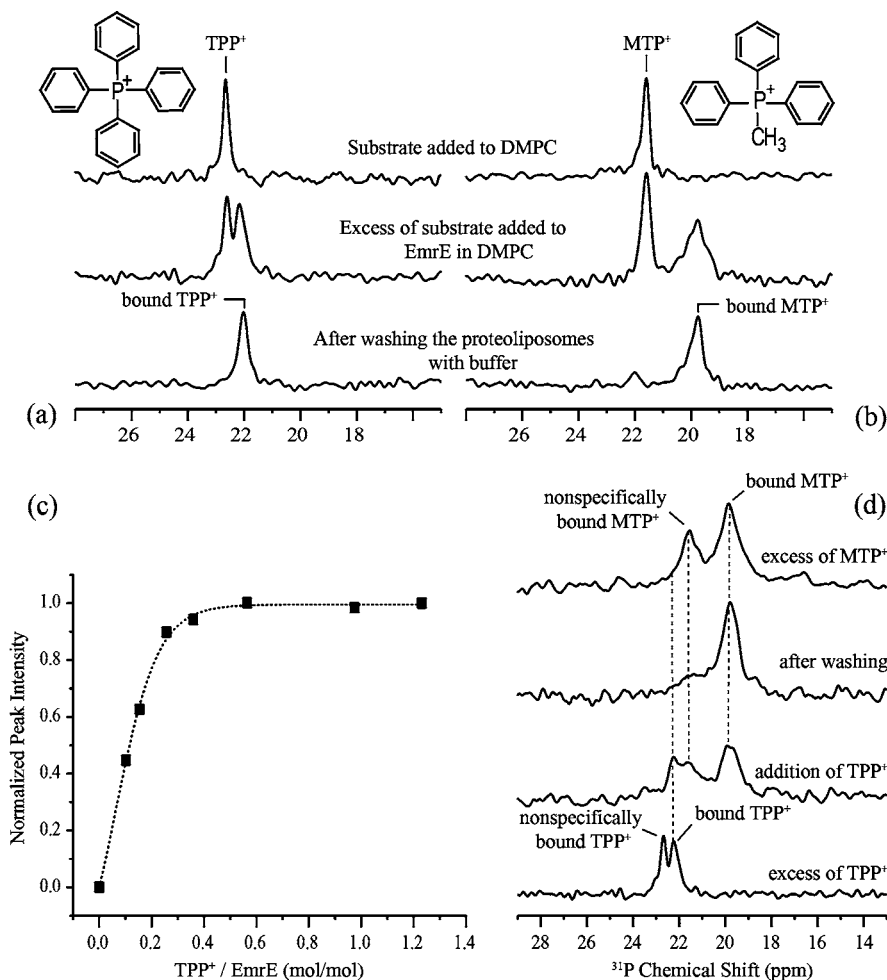 TPP⁺
MTP⁺
P⁺
P⁺
CH₃
Substrate added to DMPC
Excess of substrate added to
EmrE in DMPC
bound TPP⁺
bound MTP⁺
After washing the proteoliposomes
with buffer
(a)
26 24 22 20 18
26 24 22 20 18
(b)
(c)
Normalized Peak Intensity
1.0
0.8
0.6
0.4
0.2
0.0
0.0 0.2 0.4 0.6 0.8 1.0 1.2 1.4
TPP⁺ / EmrE (mol/mol)
(d)
bound MTP⁺
nonspecifically
bound MTP⁺
excess of MTP⁺
after washing
addition of TPP⁺
nonspecifically
bound TPP⁺
bound TPP⁺
excess of TPP⁺
28 26 24 22 20 18 16 14
³¹P Chemical Shift (ppm)